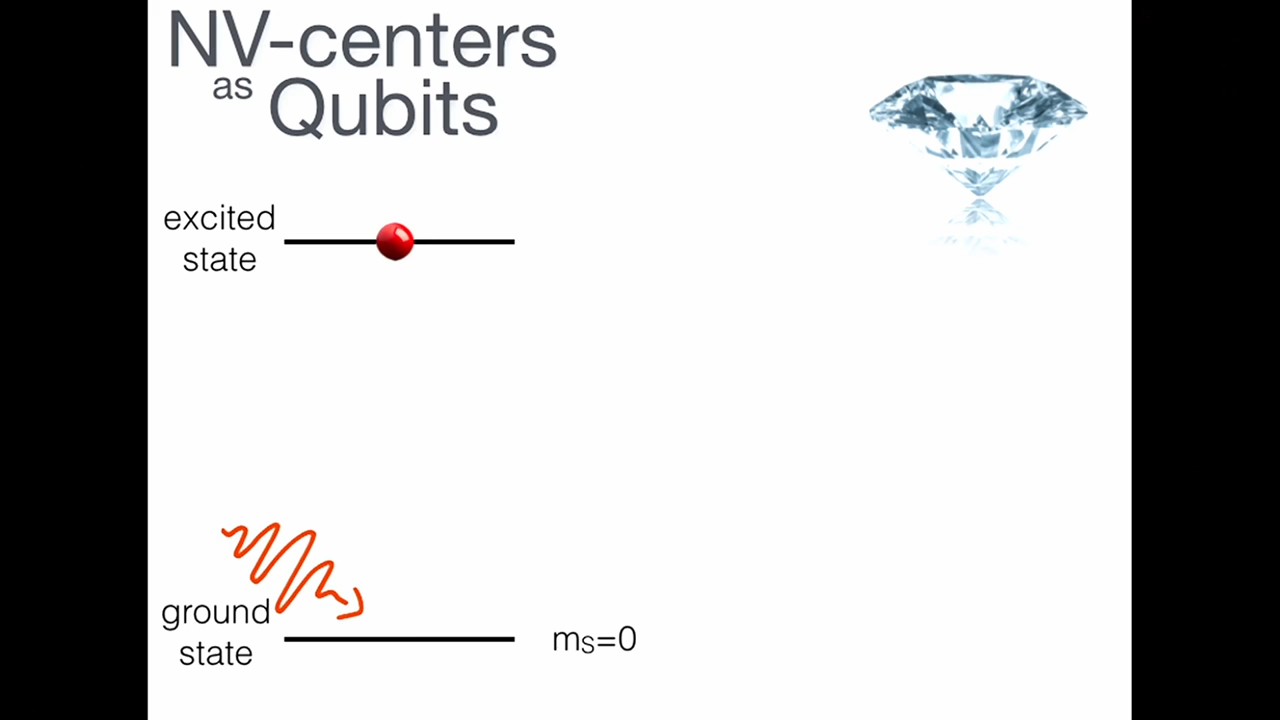 NV-centers
as Qubits
excited
state
ground
state
mS=0